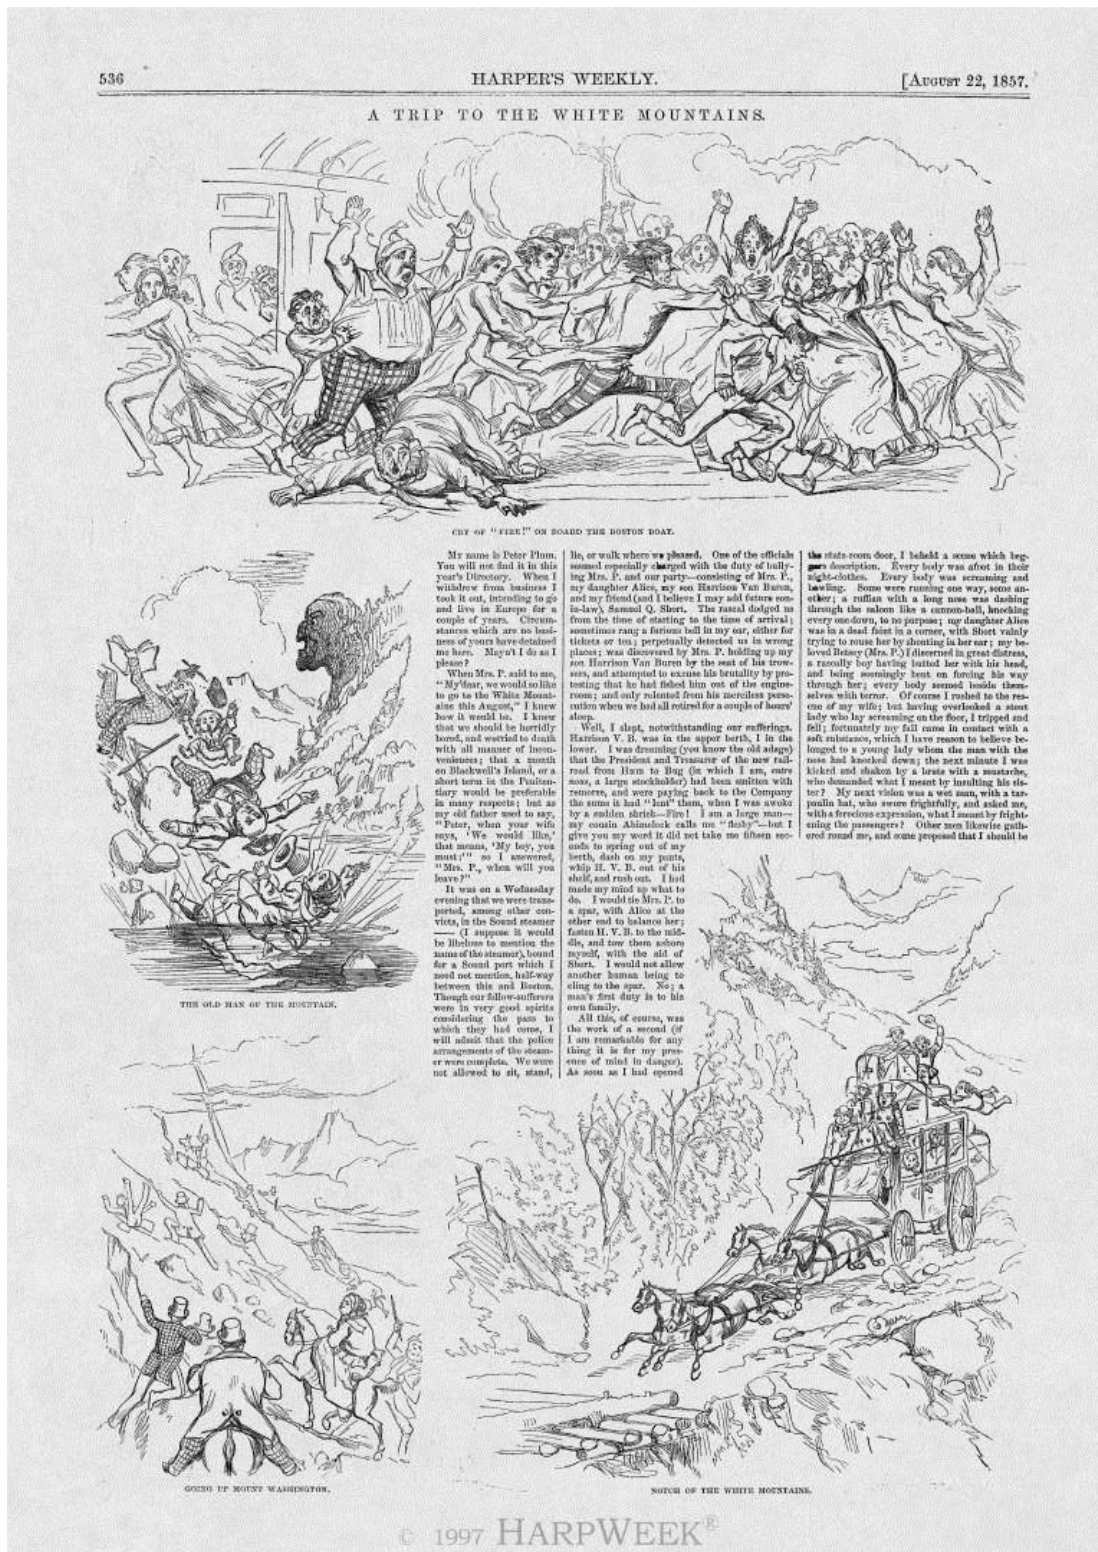 536
HARPER'S WEEKLY.
[AUGUST 22, 1857.
A TRIP TO THE WHITE MOUNTAINS.
CRY OF "FIRE!" ON BOARD THE BOSTON BOAT.
My name is Peter Plum.
You will not find it in this
year's Directory. When I
withdrew from business I
took it out, intending to go
and live in Europe for a
couple of years. Circum-
stances which are no busi-
ness of yours have detained
me here. Mayn't I do as I
please?
When Mrs. P. said to me,
"My dear, we would so like
to go to the White Mount-
ains this August," I knew
how it would be. I knew
that we should be horribly
bored, and worried to death
with all manner of incon-
veniences; that a month
on Blackwell's Island, or a
short term in the Peniten-
tiary would be preferable
in many respects; but as
my old father used to say,
"Peter, when your wife
says, 'We would like,'
that means, 'My boy, you
must;'" so I answered,
"Mrs. P., when will you
leave?"
It was on a Wednesday
evening that we were trans-
ported, among other con-
victs, in the Sound steamer
—— (I suppose it would
be libelous to mention the
name of the steamer), bound
for a Sound port which I
need not mention, half-way
between this and Boston.
Though our fellow-sufferers
were in very good spirits
considering the pass to
which they had come, I
will admit that the police
arrangements of the steam-
er were complete. We were
not allowed to sit, stand,
lie, or walk where we pleased. One of the officials
seemed especially charged with the duty of bully-
ing Mrs. P. and our party—consisting of Mrs. P.,
my daughter Alice, my son Harrison Van Buren,
and my friend (and I believe I may add future son-
in-law), Samuel Q. Short. The rascal dodged us
from the time of starting to the time of arrival;
sometimes rang a furious bell in my ear, either for
tickets or tea; perpetually detected us in wrong
places; was discovered by Mrs. P. holding up my
son Harrison Van Buren by the seat of his trow-
sers, and attempted to excuse his brutality by pro-
testing that he had fished him out of the engine-
room; and only relented from his merciless perse-
cution when we had all retired for a couple of hours'
sleep.
Well, I slept, notwithstanding our sufferings.
Harrison V. B. was in the upper berth, I in the
lower. I was dreaming (you know the old adage)
that the President and Treasurer of the new rail-
road from Hum to Bug (in which I am, entre
nous, a large stockholder) had been smitten with
remorse, and were paying back to the Company
the sums it had "lent" them, when I was awoke
by a sudden shriek—Fire! I am a large man—
my cousin Abimeleck calls me "fleshy"—but I
give you my word it did not take me fifteen sec-
onds to spring out of my
berth, dash on my pants,
whip H. V. B. out of his
shelf, and rush out. I had
made my mind up what to
do. I would tie Mrs. P. to
a spar, with Alice at the
other end to balance her;
fasten H. V. B. to the mid-
dle, and tow them ashore
myself, with the aid of
Short. I would not allow
another human being to
cling to the spar. No; a
man's first duty is to his
own family.
All this, of course, was
the work of a second (if
I am remarkable for any
thing it is for my pres-
ence of mind in danger).
As soon as I had opened
the state-room door, I beheld a scene which beg-
gars description. Every body was afoot in their
night-clothes. Every body was screaming and
howling. Some were running one way, some an-
other; a ruffian with a long nose was dashing
through the saloon like a cannon-ball, knocking
every one down, to no purpose; my daughter Alice
was in a dead faint in a corner, with Short vainly
trying to rouse her by shouting in her ear; my be-
loved Betsey (Mrs. P.) I discerned in great distress,
a rascally boy having butted her with his head,
and being seemingly bent on forcing his way
through her; every body seemed beside them-
selves with terror. Of course I rushed to the res-
cue of my wife; but having overlooked a stout
lady who lay screaming on the floor, I tripped and
fell; fortunately my fall came in contact with a
soft substance, which I have reason to believe be-
longed to a young lady whom the man with the
nose had knocked down; the next minute I was
kicked and shaken by a brute with a mustache,
who demanded what I meant by insulting his sis-
ter? My next vision was a wet man, with a tar-
paulin hat, who swore frightfully, and asked me,
with a ferocious expression, what I meant by fright-
ening the passengers? Other men likewise gath-
ered round me, and some proposed that I should be
THE OLD MAN OF THE MOUNTAIN.
GOING UP MOUNT WASHINGTON.
NOTCH OF THE WHITE MOUNTAINS.
© 1997 HARPWEEK®